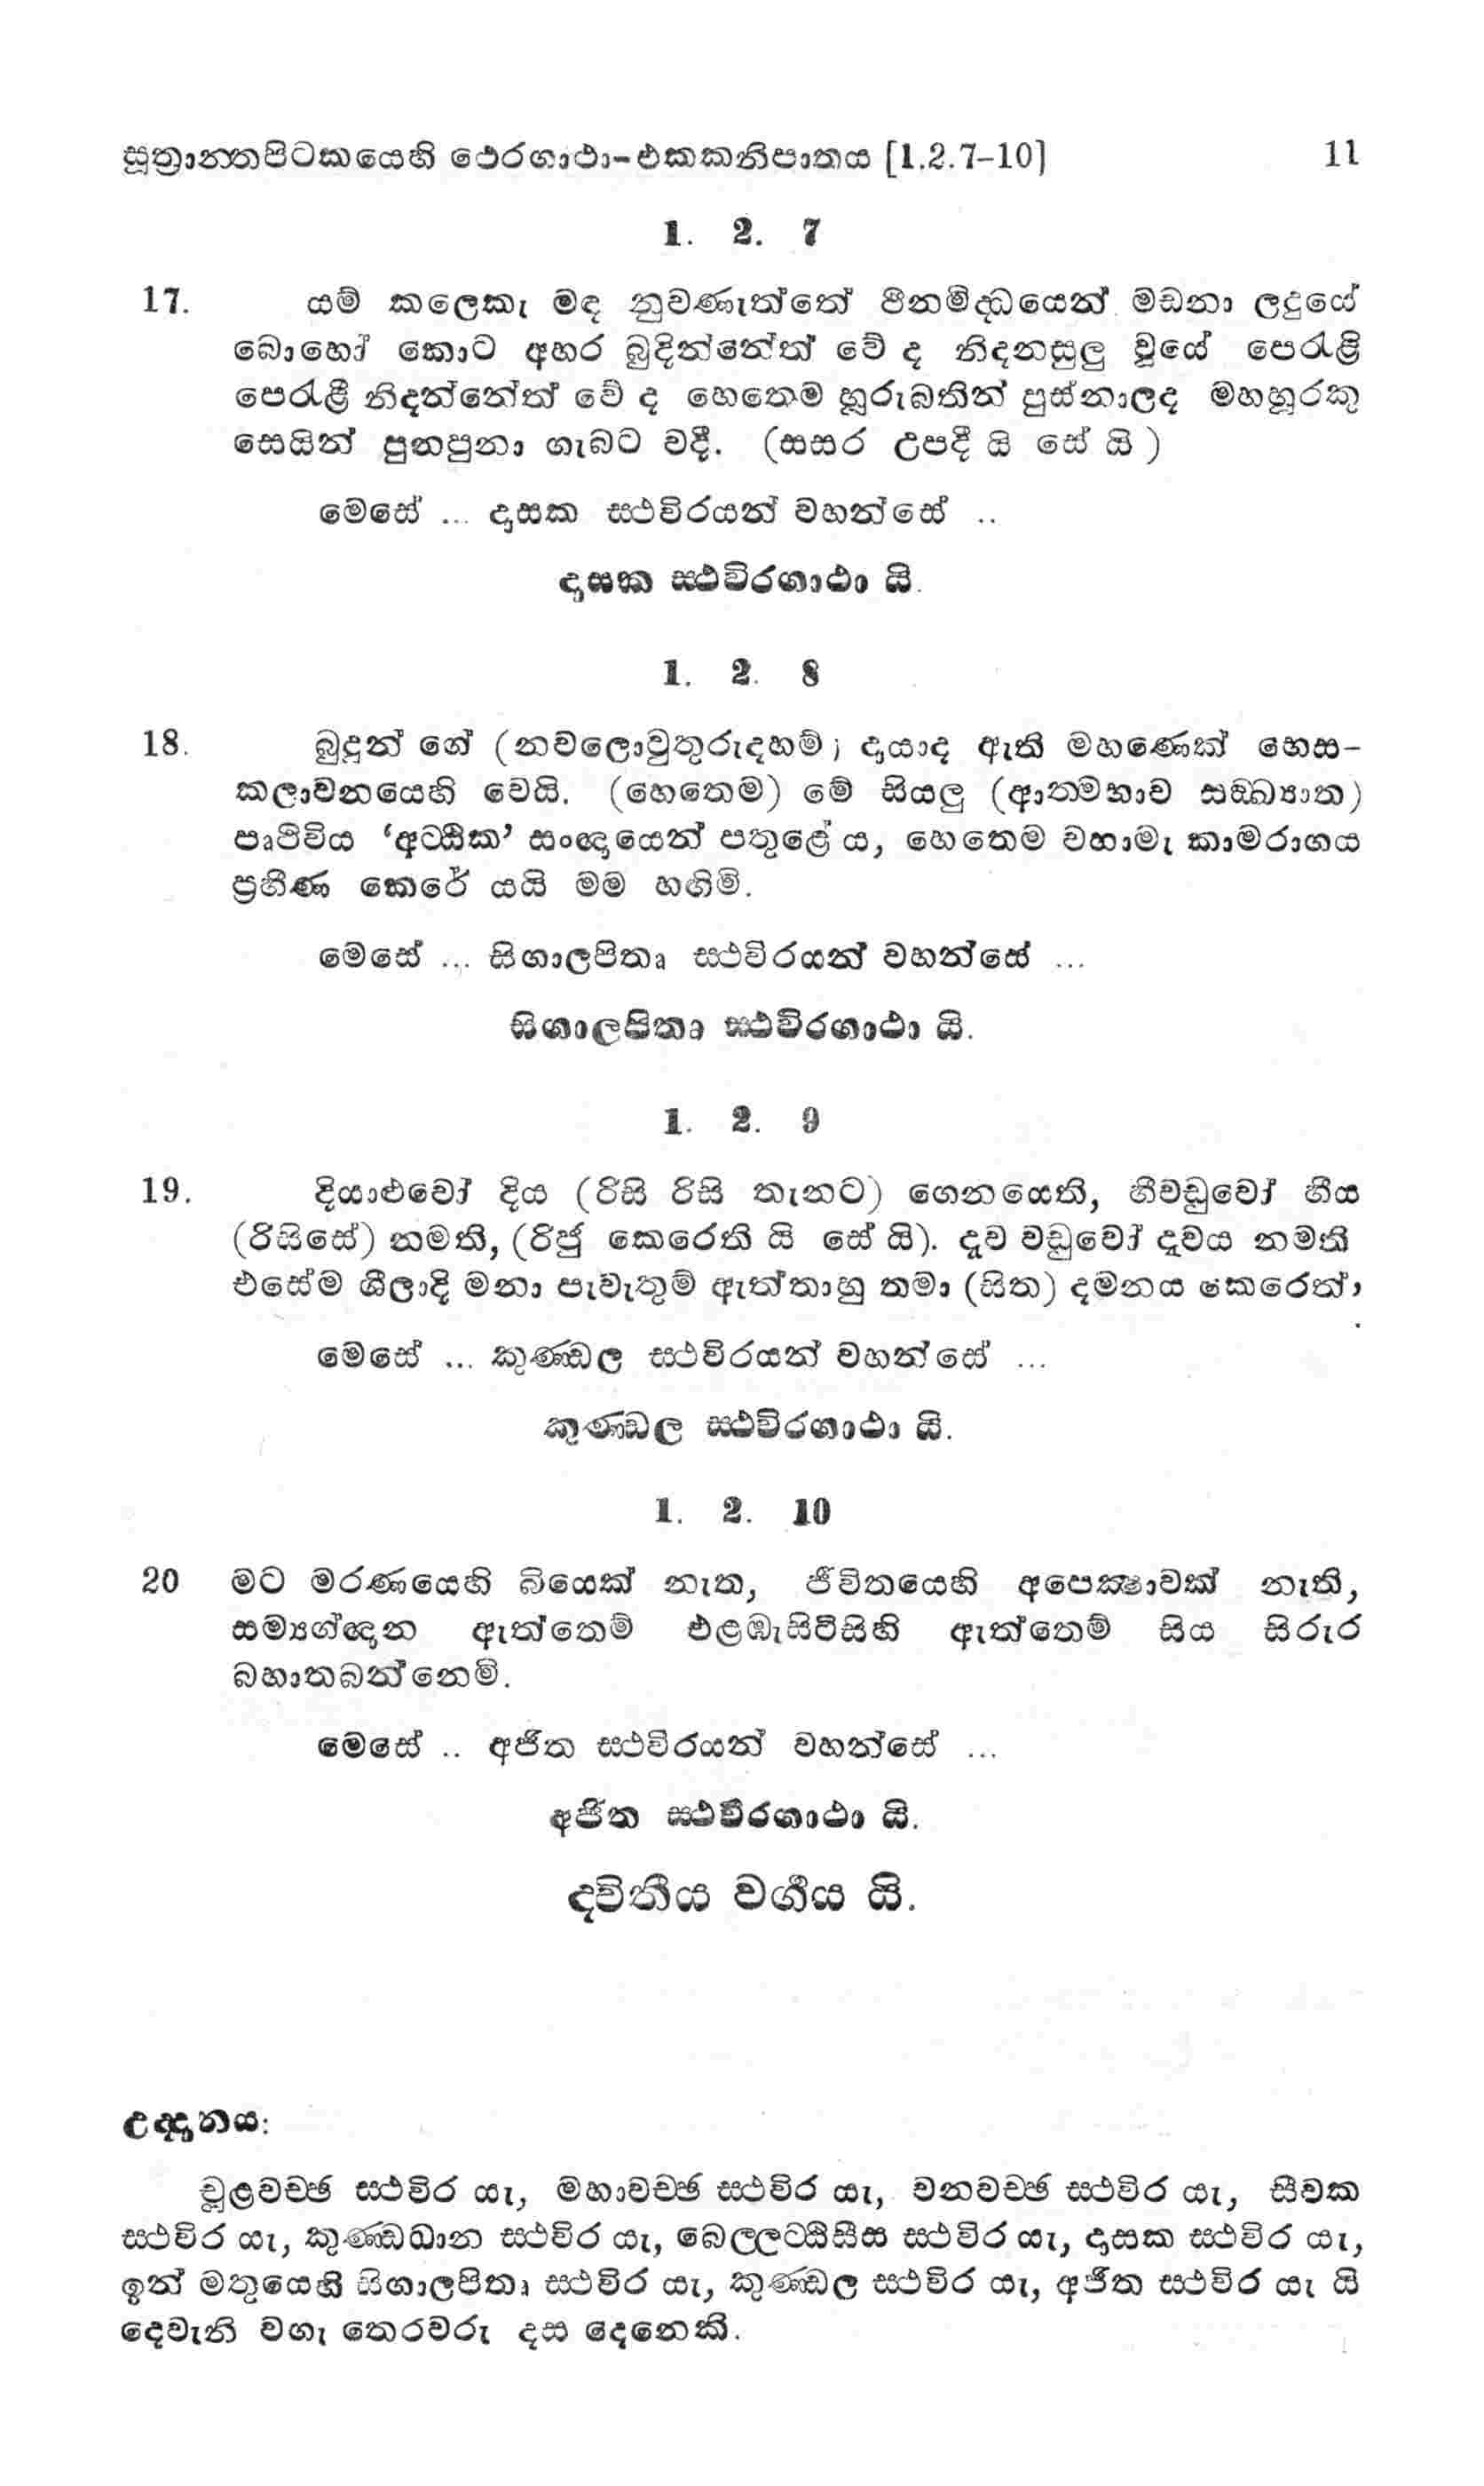 සූත්‍රාන්තපිටකයෙහි ථෙරගාථා-එකකනිපාතය [1.2.7-10] 11
1. 2. 7
17. යම් කලෙකැ මඳ නුවණැත්තේ ථීනමිද්ධයෙන් මඩනා ලදුයේ
බොහෝ කොට අහර බුදින්නේත් වේ ද නිදනසුලු වූයේ පෙරැළි
පෙරැළී නිදන්නේත් වේ ද හෙතෙම හූරුබතින් පුස්නාලද මහහූරකු
සෙයින් පුනපුනා ගැබට වදී. (සසර උපදී යි සේ යි)
මෙසේ ... දාසක ස්ථවිරයන් වහන්සේ ..
දාසක ස්ථවිරගාථා යි.
1. 2. 8
18. බුදුන් ගේ (නවලොවුතුරුදහම්) දායාද ඇති මහණෙක් භෙස-
කලාවනයෙහි වෙයි. (හෙතෙම) මේ සියලු (ආත්මභාව සඞ්ඛ්‍යාත)
පෘථිවිය ‘අට්ඨික’ සංඥායෙන් පතුළේ ය, හෙතෙම වහාමැ කාමරාගය
ප්‍රහීණ කෙරේ යයි මම හඟිමි.
මෙසේ ... සිගාලපිතෘ ස්ථවිරයන් වහන්සේ ...
සිගාලපිතෘ ස්ථවිරගාථා යි.
1. 2. 9
19. දියාළුවෝ දිය (රිසි රිසි තැනට) ගෙනයෙති, හීවඩුවෝ හීය
(රිසිසේ) නමති, (රිජු කෙරෙති යි සේ යි). දැව වඩුවෝ දැවය නමති
එසේම ශීලාදි මනා පැවැතුම් ඇත්තාහු තමා (සිත) දමනය කෙරෙත්,
මෙසේ ... කුණ්ඩල ස්ථවිරයන් වහන්සේ ...
කුණ්ඩල ස්ථවිරගාථා යි.
1. 2. 10
20 මට මරණයෙහි බියෙක් නැත, ජීවිතයෙහි අපෙක්ෂාවක් නැති,
සම්‍යග්ඥාන ඇත්තෙම් එළඹැසිටිසිහි ඇත්තෙම් සිය සිරුර
බහාතබන්නෙමි.
මෙසේ .. අජිත ස්ථවිරයන් වහන්සේ ...
අජිත ස්ථවිරගාථා යි.
ද්විතීය වර්‍ගය යි.
උද්දානය:
චූළවච්ඡ ස්ථවිර යැ, මහාවච්ඡ ස්ථවිර යැ, වනවච්ඡ ස්ථවිර යැ, සීවක
ස්ථවිර යැ, කුණ්ඩධාන ස්ථවිර යැ, බෙල්ලට්ඨිසීස ස්ථවිර යැ, දාසක ස්ථවිර යැ,
ඉන් මතුයෙහි සිගාලපිතෘ ස්ථවිර යැ, කුණ්ඩල ස්ථවිර යැ, අජිත ස්ථවිර යැ යි
දෙවැනි වගැ තෙරවරු දස දෙනෙකි.